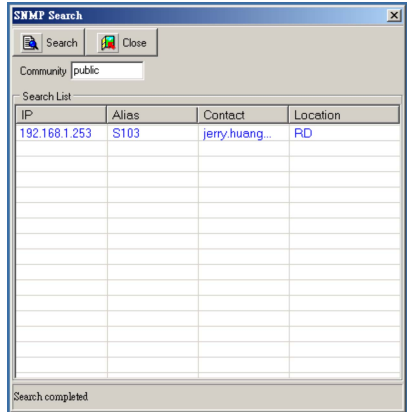 SNMP Search
Search Close
Community public
Search List
IP Alias Contact Location
192.168.1.253 S103 jerry.huang... RD
Search completed